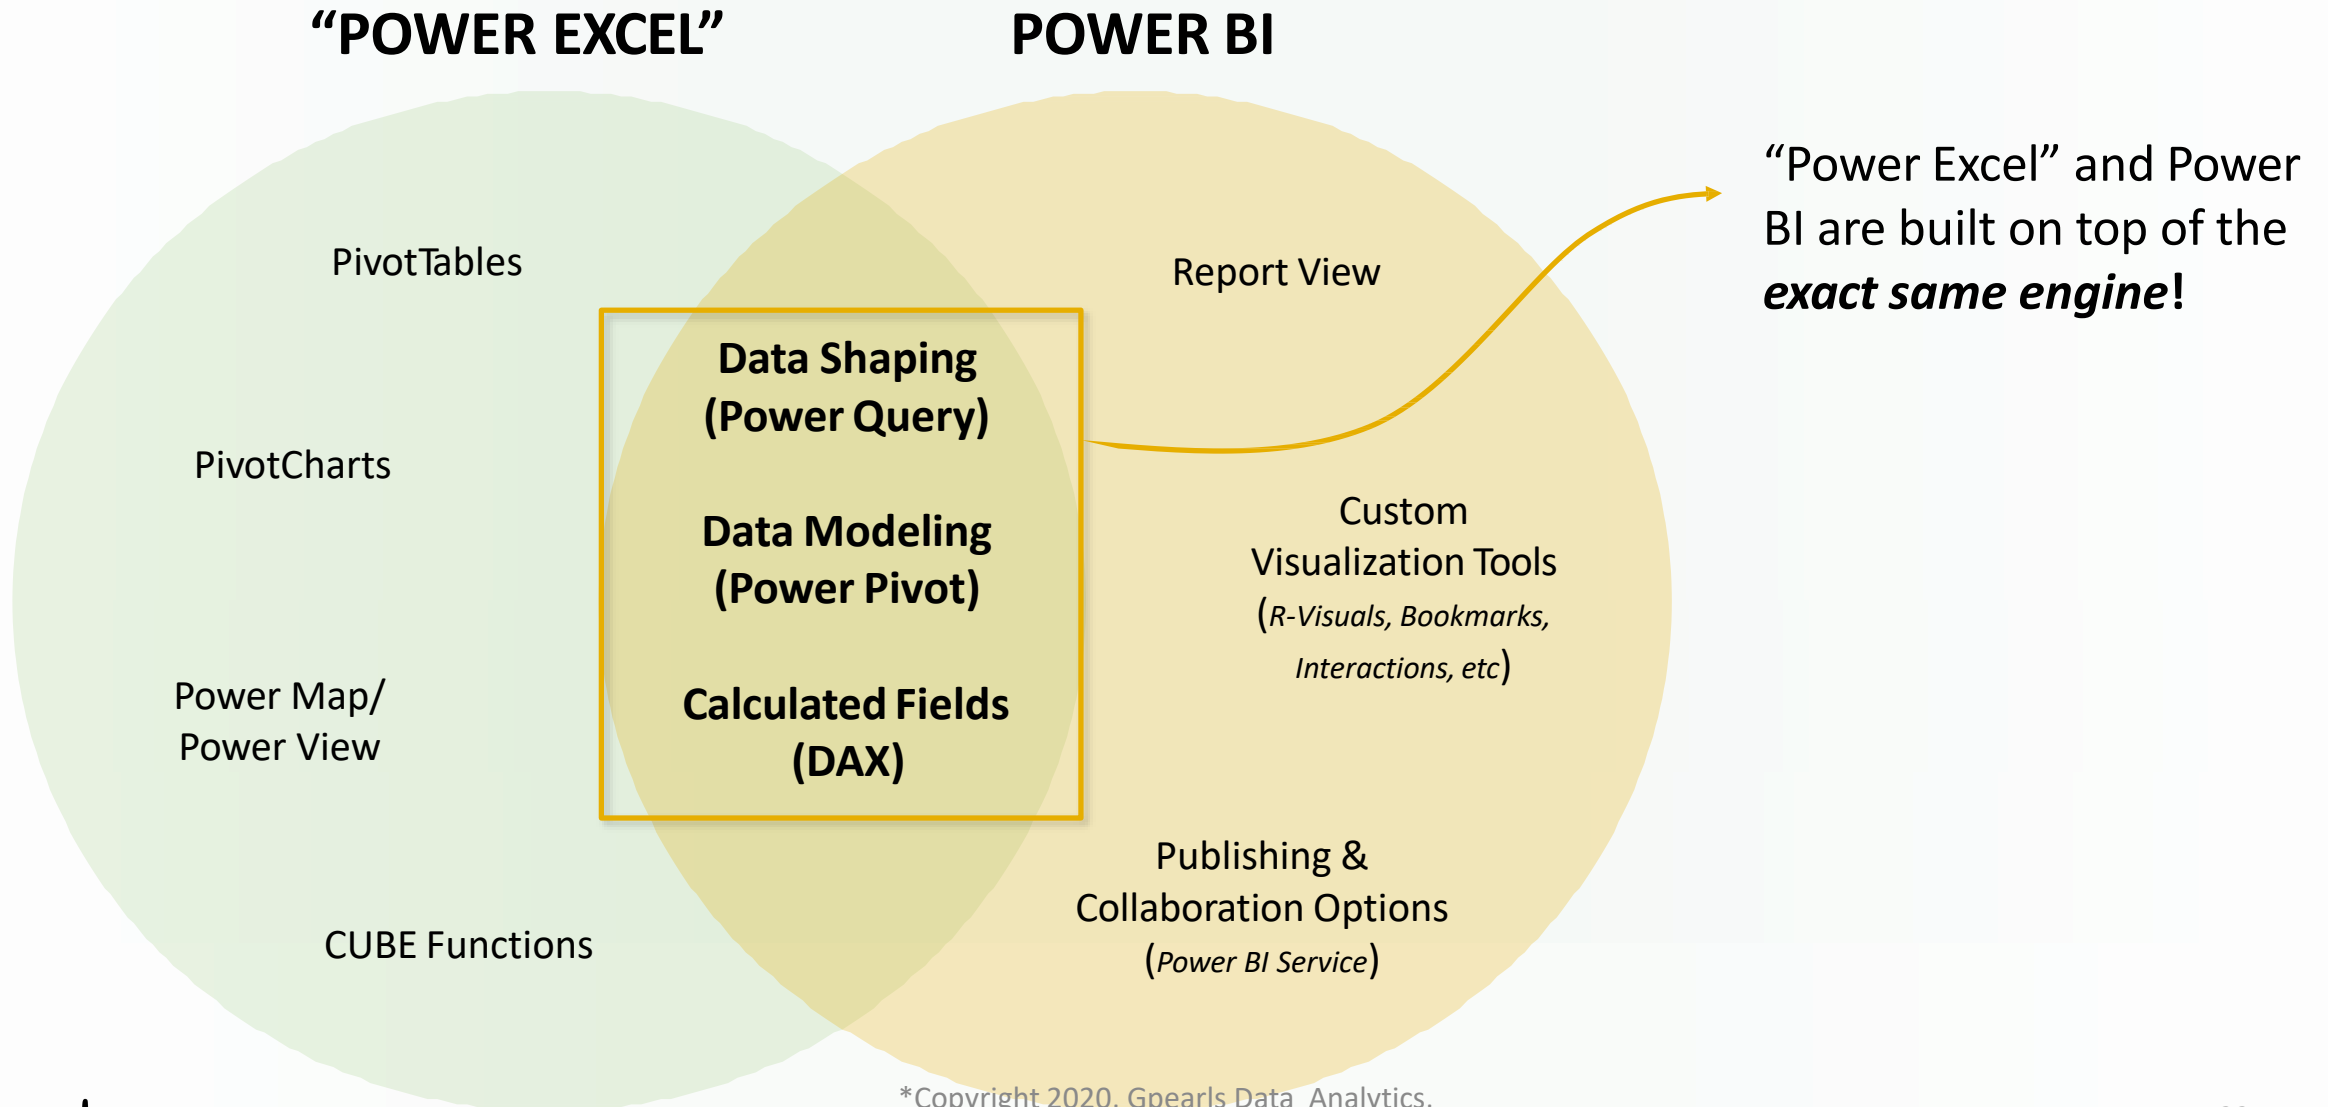 “POWER EXCEL”
POWER BI
PivotTables
PivotCharts
Power Map/
Power View
CUBE Functions
Data Shaping
(Power Query)
Data Modeling
(Power Pivot)
Calculated Fields
(DAX)
Report View
Custom
Visualization Tools
(R-Visuals, Bookmarks,
Interactions, etc)
Publishing &
Collaboration Options
(Power BI Service)
“Power Excel” and Power
BI are built on top of the
exact same engine!
*Copyright 2020, Gpearls Data Analytics.